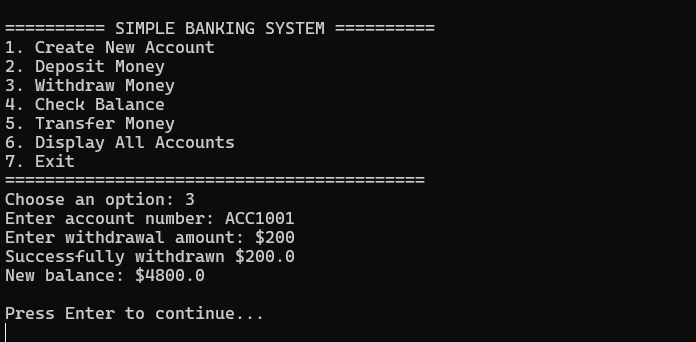 ========== SIMPLE BANKING SYSTEM ==========
1. Create New Account
2. Deposit Money
3. Withdraw Money
4. Check Balance
5. Transfer Money
6. Display All Accounts
7. Exit
==========================================
Choose an option: 3
Enter account number: ACC1001
Enter withdrawal amount: $200
Successfully withdrawn $200.0
New balance: $4800.0
Press Enter to continue...